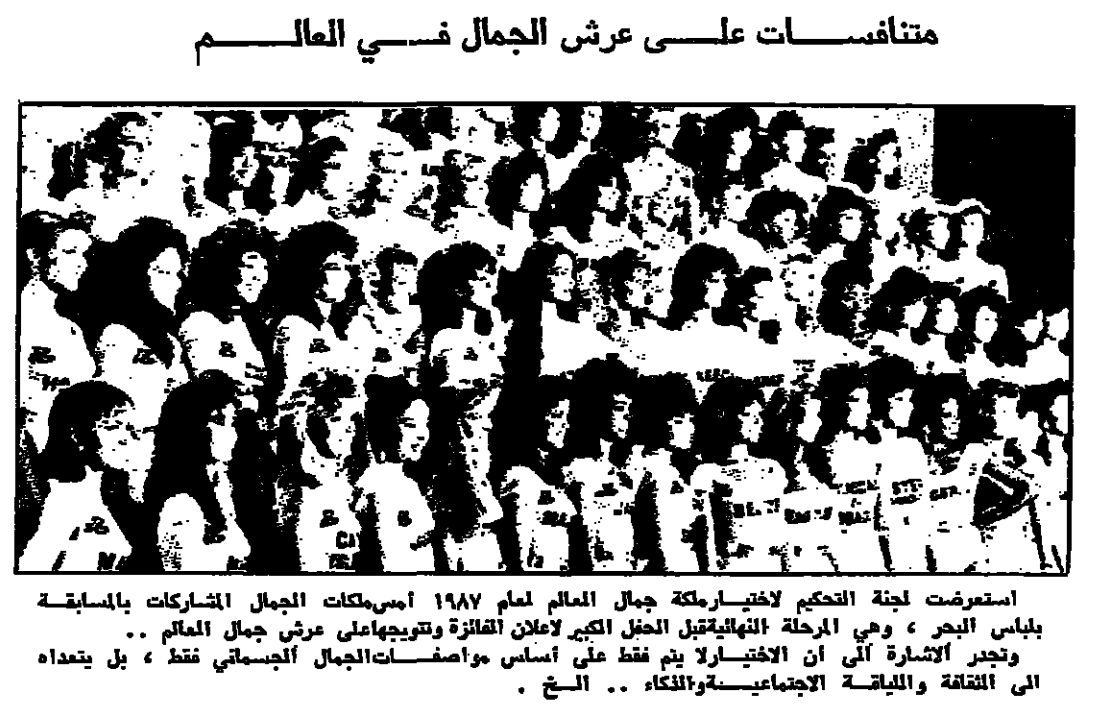 متنافسات على عرش الجمال في العالم
استعرضت لجنة التحكيم لاختيار ملكة جمال العالم لعام ١٩٨٧ أمس ملكات الجمال المشاركات بالمسابقة
بلباس البحر ، وهي المرحلة النهائية قبل الحفل الكبير لاعلان الفائزة وتتويجها على عرش جمال العالم ..
وتجدر الاشارة الى أن الاختيار لا يتم فقط على أساس مواصفات الجمال الجسماني فقط ، بل يتعداه
الى الثقافة واللياقة الاجتماعية والذكاء .. الخ .